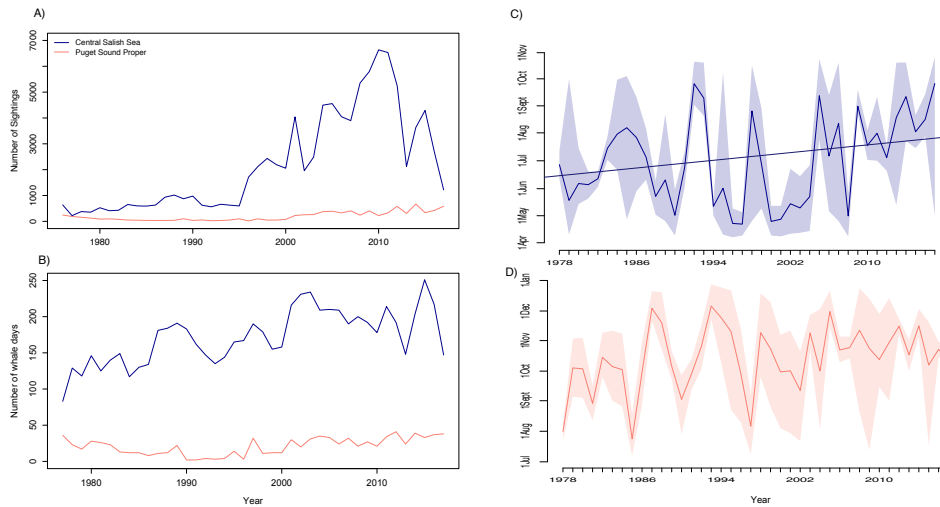 A)
Central Salish Sea
Puget Sound Proper
Number of Sightings
7000
5000
3000
1000
0
1980
1990
2000
2010
B)
Number of whale days
250
200
150
100
50
0
1980
1990
2000
2010
Year
C)
1Nov
1Oct
1Sept
1Aug
1Jul
1Jun
1May
1Apr
1978
1986
1994
2002
2010
D)
1Jan
1Dec
1Nov
1Oct
1Sept
1Aug
1Jul
1978
1986
1994
2002
2010
Year